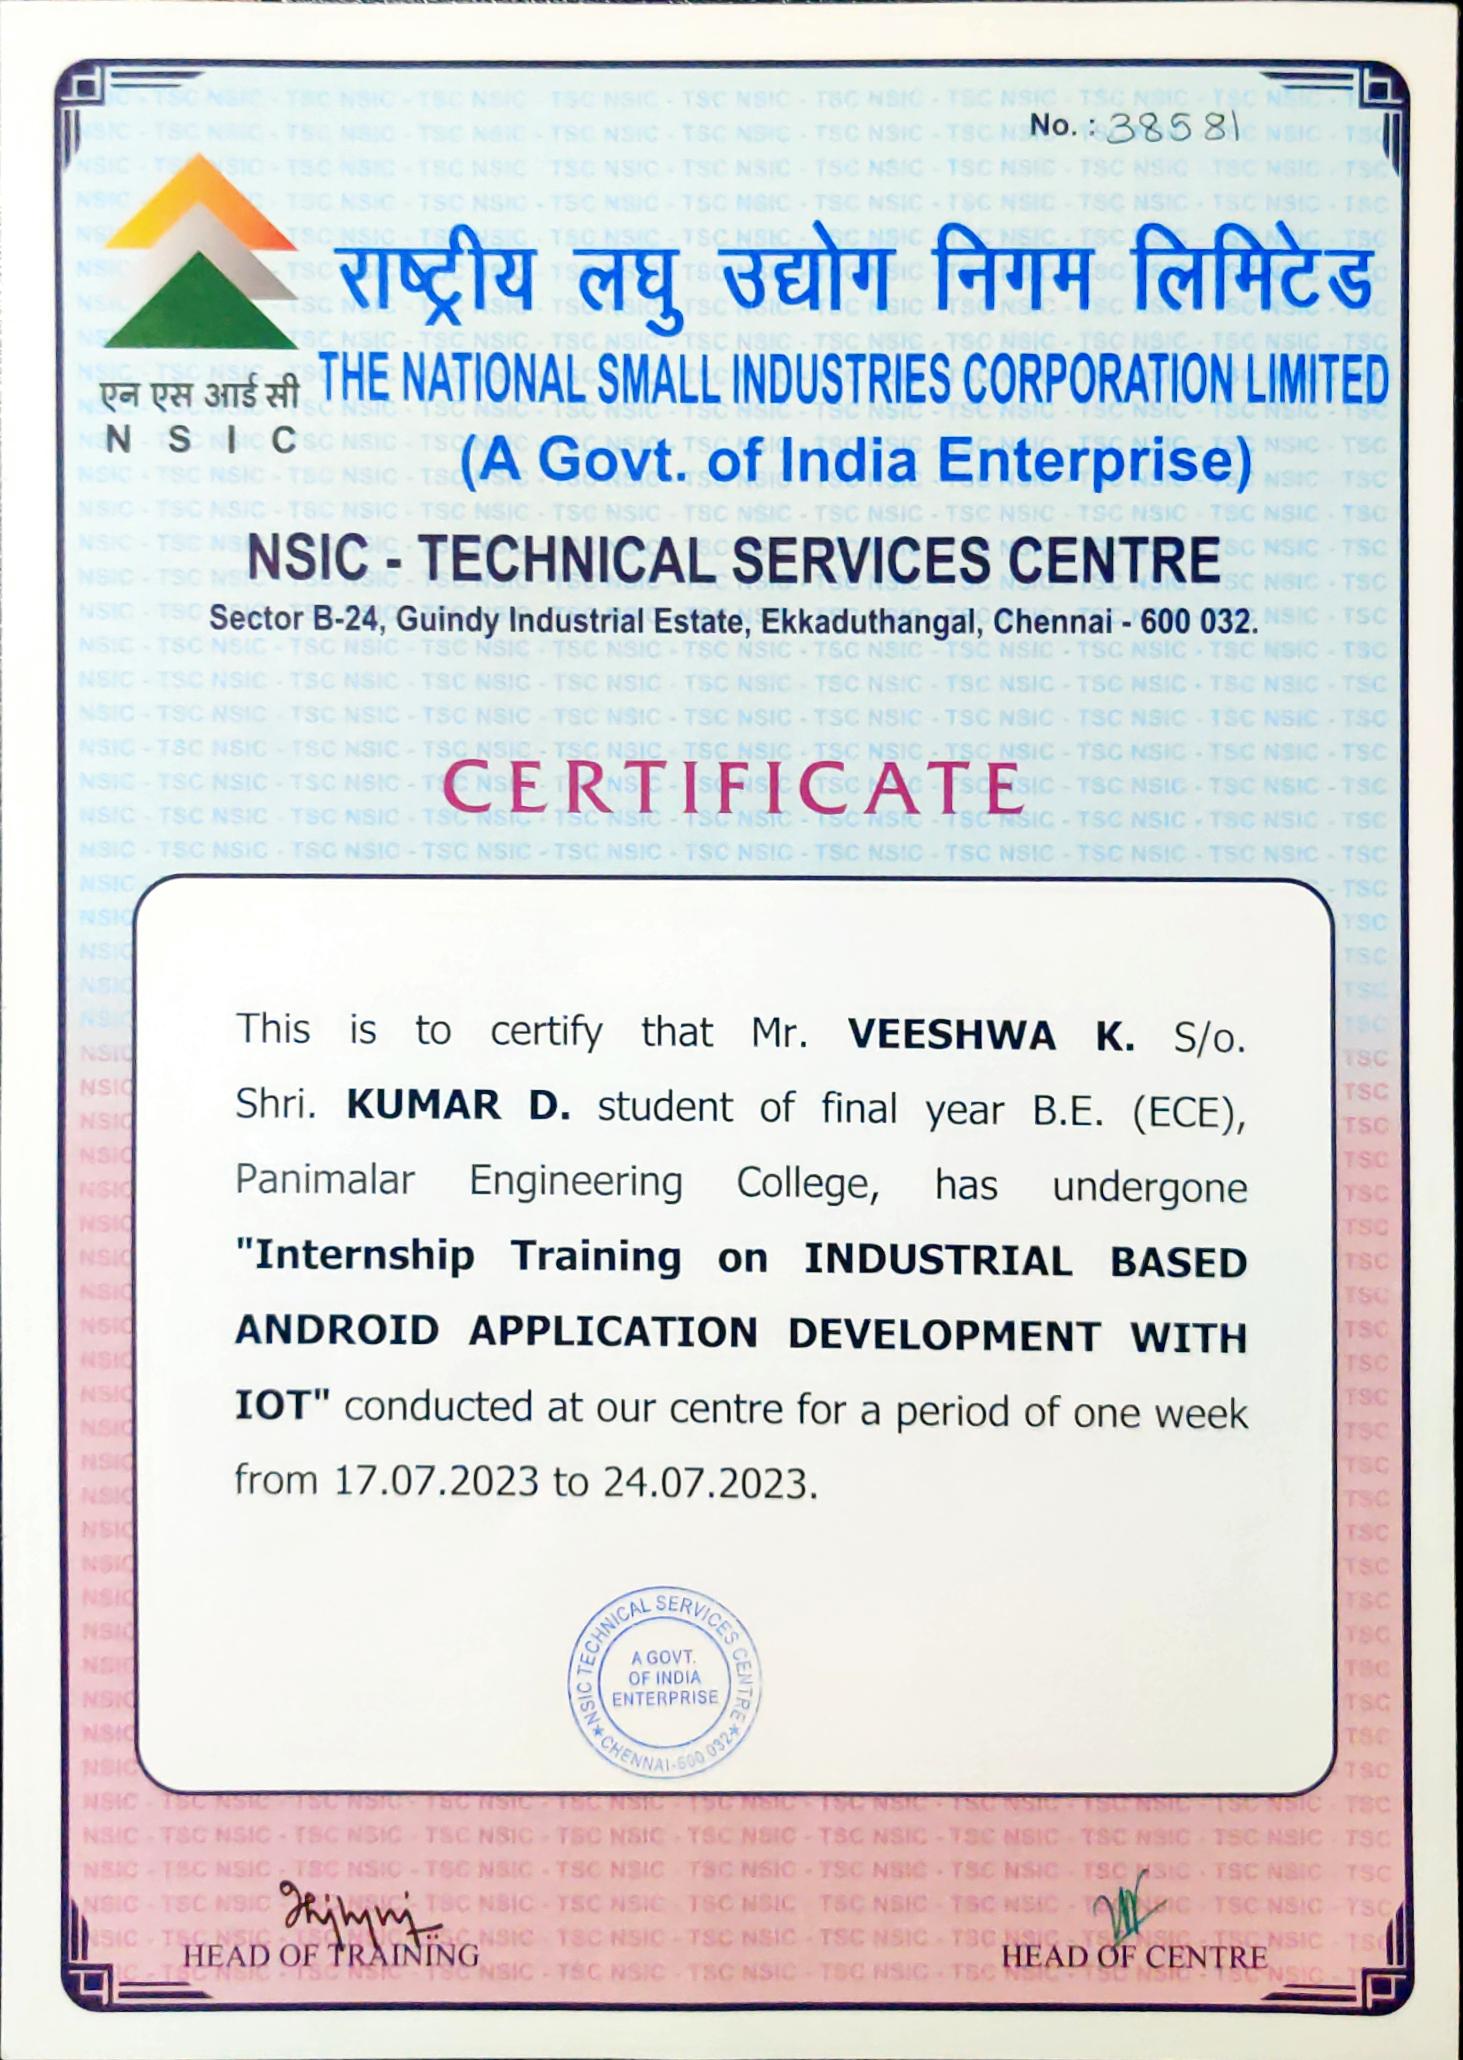 No. : 38581
राष्ट्रीय लघु उद्योग निगम लिमिटेड
एन एस आई सी
N S I C
THE NATIONAL SMALL INDUSTRIES CORPORATION LIMITED
(A Govt. of India Enterprise)
NSIC - TECHNICAL SERVICES CENTRE
Sector B-24, Guindy Industrial Estate, Ekkaduthangal, Chennai - 600 032.
CERTIFICATE
This is to certify that Mr. VEESHWA K. S/o.
Shri. KUMAR D. student of final year B.E. (ECE),
Panimalar Engineering College, has undergone
"Internship Training on INDUSTRIAL BASED
ANDROID APPLICATION DEVELOPMENT WITH
IOT" conducted at our centre for a period of one week
from 17.07.2023 to 24.07.2023.
NSIC TECHNICAL SERVICES CENTRE
A GOVT.
OF INDIA
ENTERPRISE
★ CHENNAI-600 032 ★
HEAD OF TRAINING
HEAD OF CENTRE